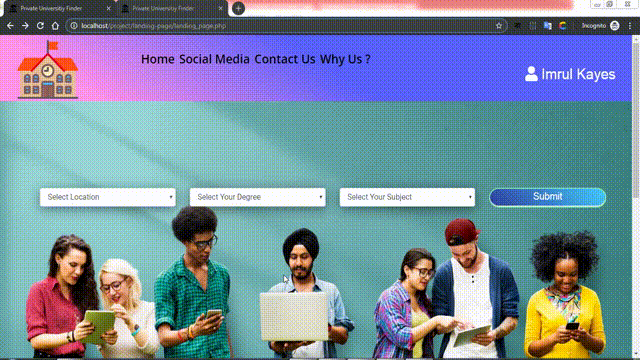 Private University Finder
Private University Finder
localhost/project/landing-page/landing_page.php
Incognito
Home Social Media Contact Us Why Us ?
Imrul Kayes
Select Location
Select Your Degree
Select Your Subject
Submit